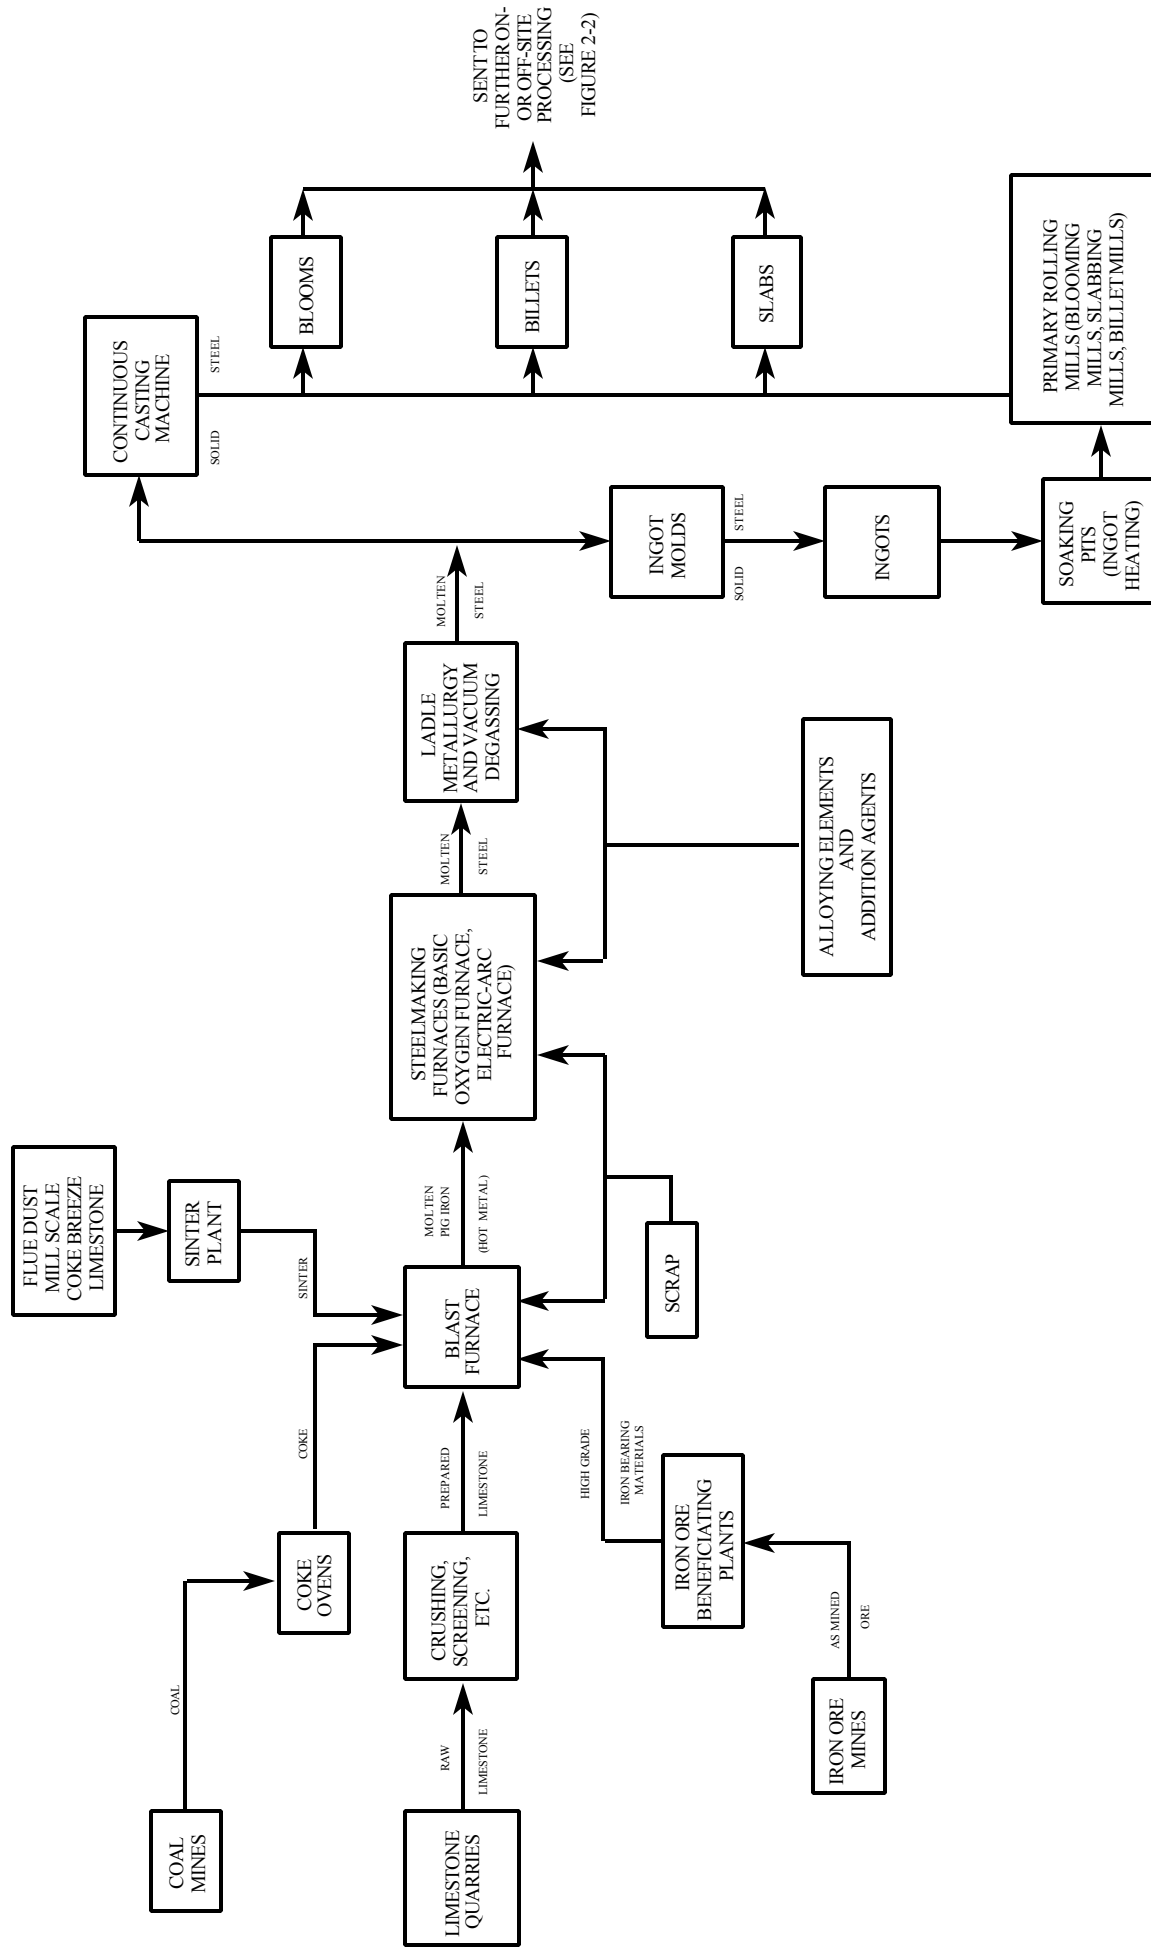 FLUE DUST
MILL SCALE
COKE BREEZE
LIMESTONE
SINTER
PLANT
SINTER
COAL
MINES
COAL
COKE
OVENS
COKE
LIMESTONE
QUARRIES
RAW
LIMESTONE
CRUSHING,
SCREENING,
ETC.
PREPARED
LIMESTONE
BLAST
FURNACE
MOLTEN
PIG IRON
(HOT METAL)
STEELMAKING
FURNACES (BASIC
OXYGEN FURNACE,
ELECTRIC-ARC
FURNACE)
MOLTEN
STEEL
LADLE
METALLURGY
AND VACUUM
DEGASSING
MOLTEN
STEEL
IRON ORE
MINES
AS MINED
ORE
IRON ORE
BENEFICIATING
PLANTS
HIGH GRADE
IRON BEARING
MATERIALS
SCRAP
ALLOYING ELEMENTS
AND
ADDITION AGENTS
CONTINUOUS
CASTING
MACHINE
SOLID
STEEL
INGOT
MOLDS
SOLID
STEEL
INGOTS
SOAKING
PITS
(INGOT
HEATING)
PRIMARY ROLLING
MILLS (BLOOMING
MILLS, SLABBING
MILLS, BILLET MILLS)
BLOOMS
BILLETS
SLABS
SENT TO
FURTHER ON-
OR OFF-SITE
PROCESSING
(SEE
FIGURE 2-2)